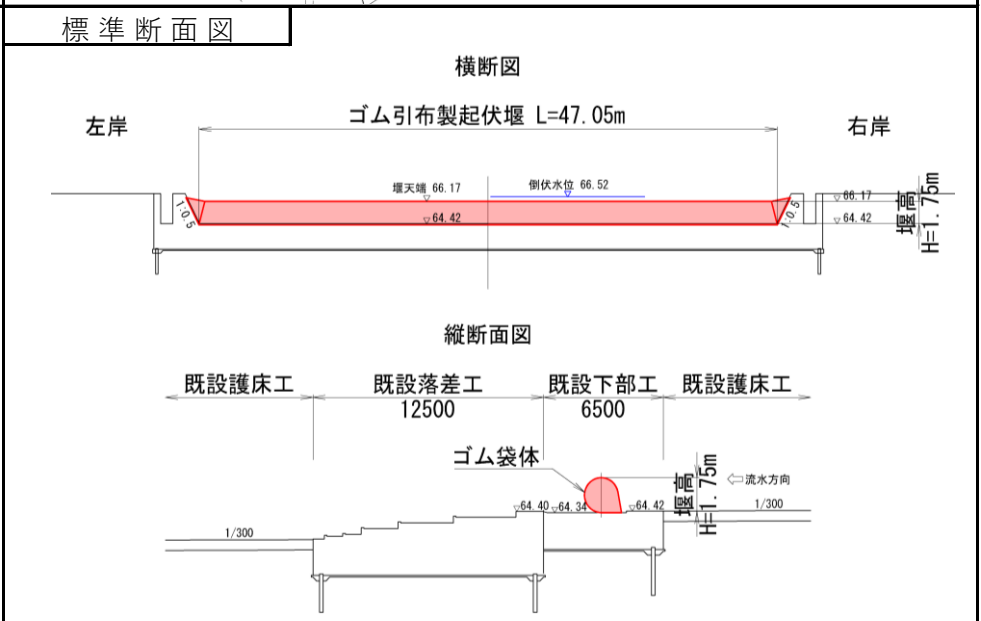 標準断面図
横断図
ゴム引布製起伏堰 L=47.05m
左岸
右岸
堰天端 66.17
倒伏水位 66.52
64.42
1:0.5
1:0.5
66.17
64.42
堰高
H=1.75m
縦断面図
既設護床工
既設落差工
既設下部工
既設護床工
12500
6500
ゴム袋体
堰高
H=1.75m
流水方向
64.40
64.34
64.42
1/300
1/300